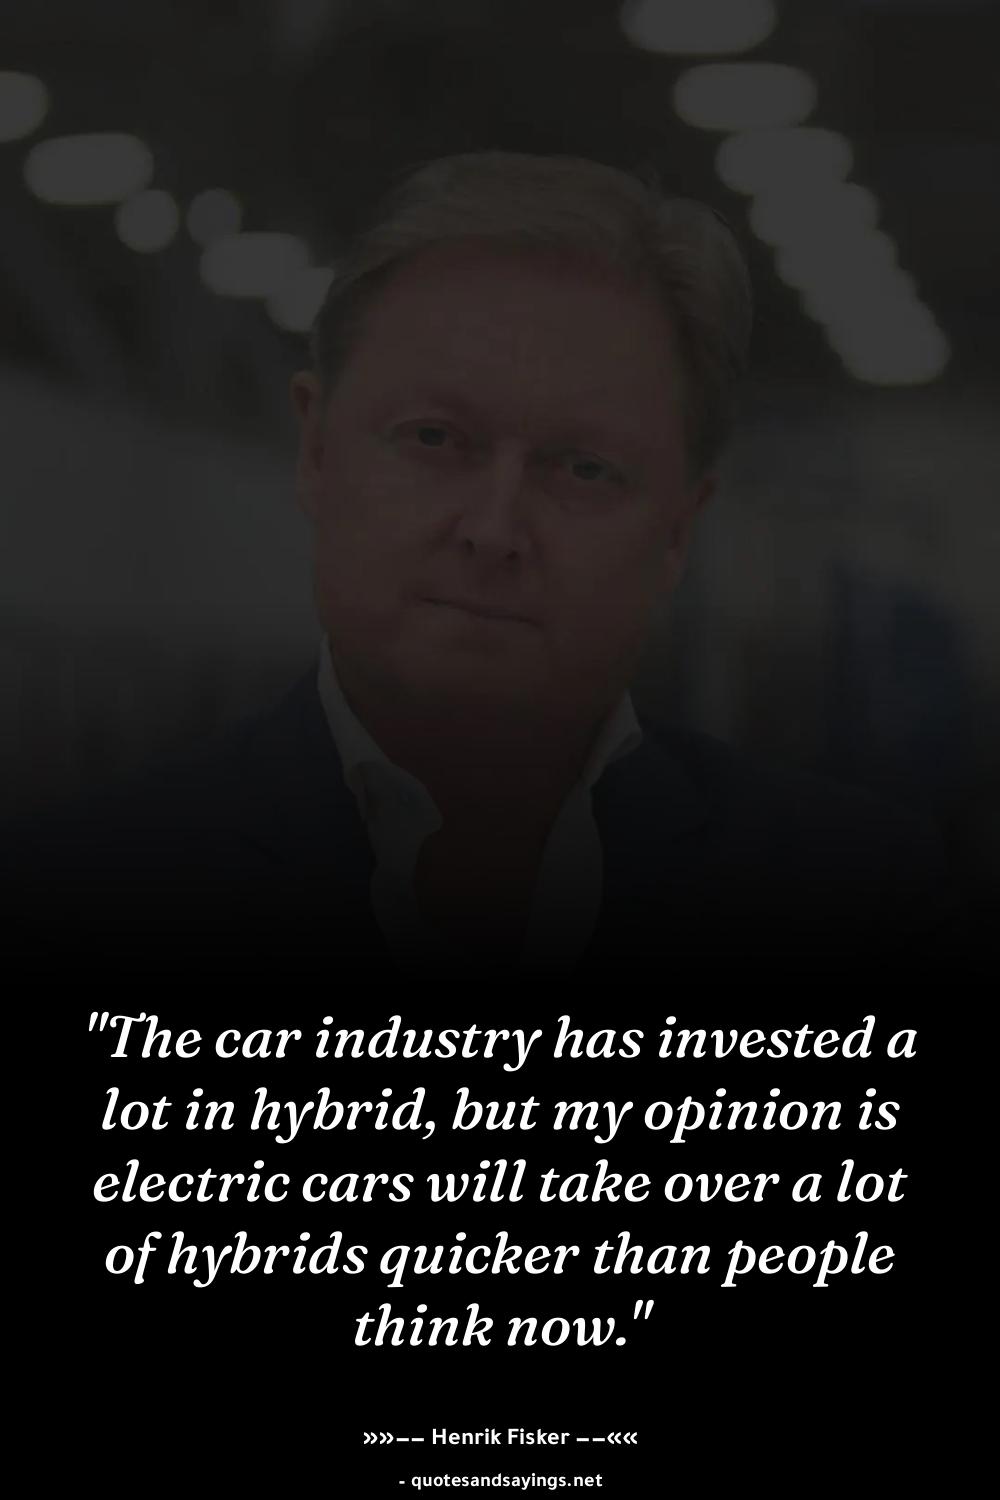 "The car industry has invested a
lot in hybrid, but my opinion is
electric cars will take over a lot
of hybrids quicker than people
think now."
»»—— Henrik Fisker ——««
- quotesandsayings.net